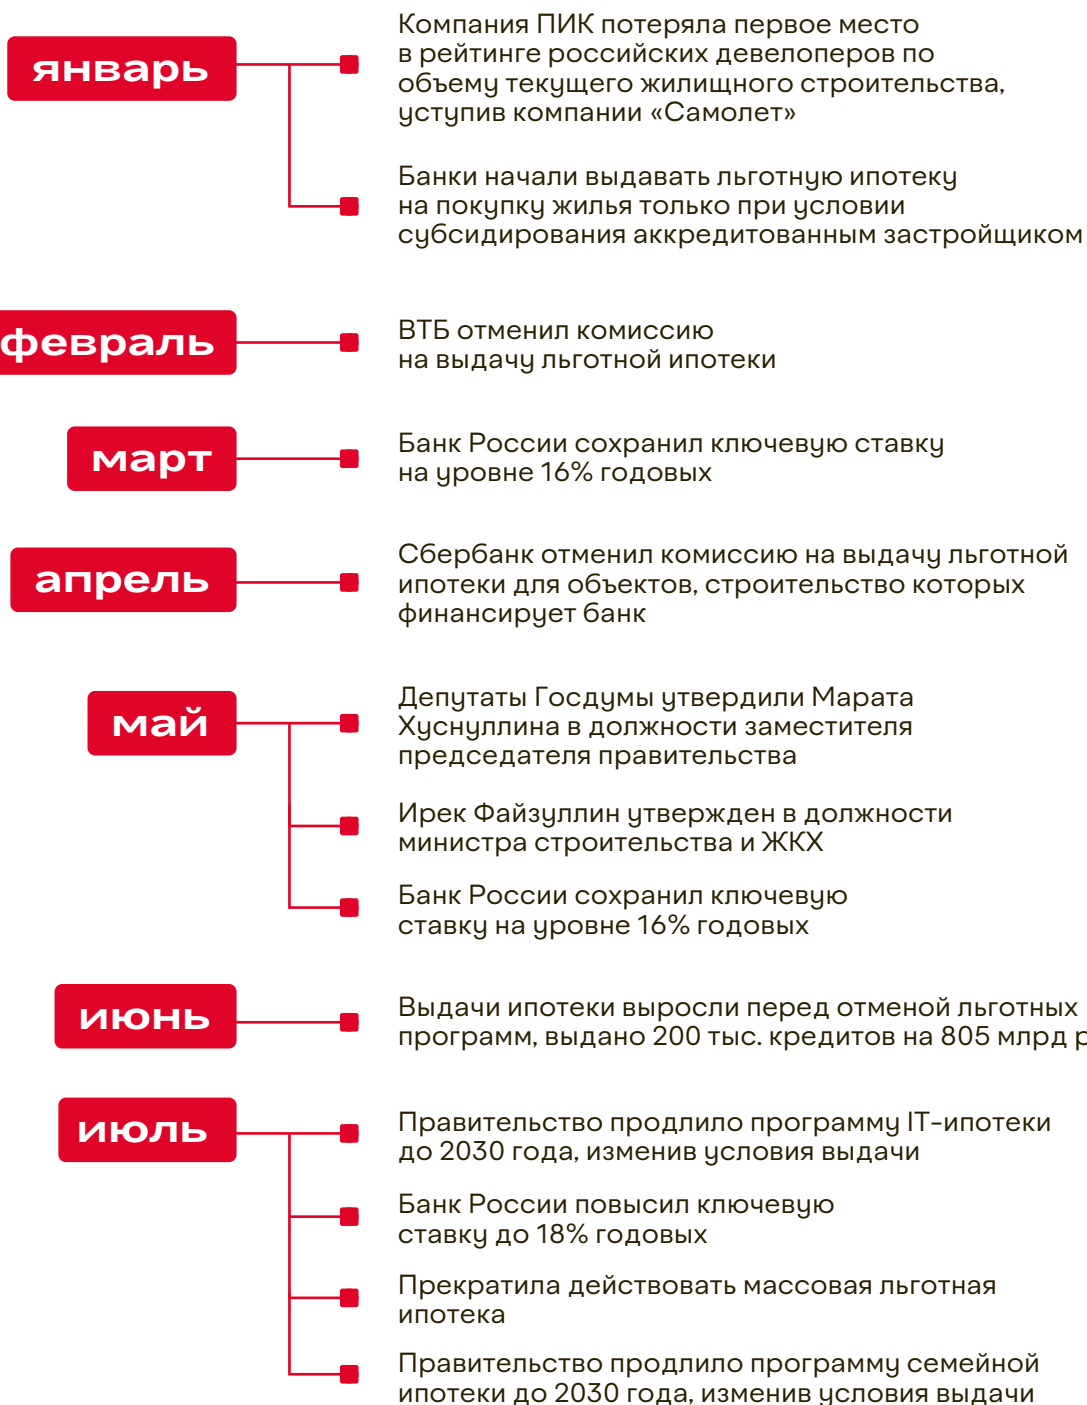 январь
Компания ПИК потеряла первое место
в рейтинге российских девелоперов по
объему текущего жилищного строительства,
уступив компании «Самолет»
Банки начали выдавать льготную ипотеку
на покупку жилья только при условии
субсидирования аккредитованным застройщиком
февраль
ВТБ отменил комиссию
на выдачу льготной ипотеки
март
Банк России сохранил ключевую ставку
на уровне 16% годовых
апрель
Сбербанк отменил комиссию на выдачу льготной
ипотеки для объектов, строительство которых
финансирует банк
май
Депутаты Госдумы утвердили Марата
Хуснуллина в должности заместителя
председателя правительства
Ирек Файзуллин утвержден в должности
министра строительства и ЖКХ
Банк России сохранил ключевую
ставку на уровне 16% годовых
июнь
Выдачи ипотеки выросли перед отменой льготных
программ, выдано 200 тыс. кредитов на 805 млрд р
июль
Правительство продлило программу IT-ипотеки
до 2030 года, изменив условия выдачи
Банк России повысил ключевую
ставку до 18% годовых
Прекратила действовать массовая льготная
ипотека
Правительство продлило программу семейной
ипотеки до 2030 года, изменив условия выдачи